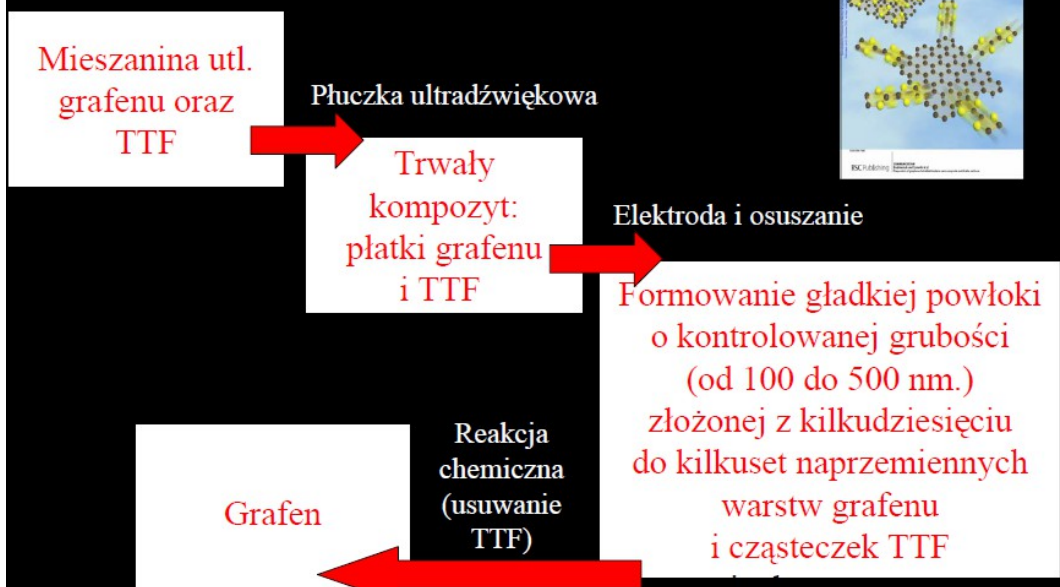 Mieszanina utl.
grafenu oraz
TTF
Płuczka ultradźwiękowa
Trwały
kompozyt:
płatki grafenu
i TTF
Elektroda i osuszanie
Formowanie gładkiej powłoki
o kontrolowanej grubości
(od 100 do 500 nm.)
złożonej z kilkudziesięciu
do kilkuset naprzemiennych
warstw grafenu
i cząsteczek TTF
Reakcja
chemiczna
(usuwanie
TTF)
Grafen
RSC Publishing